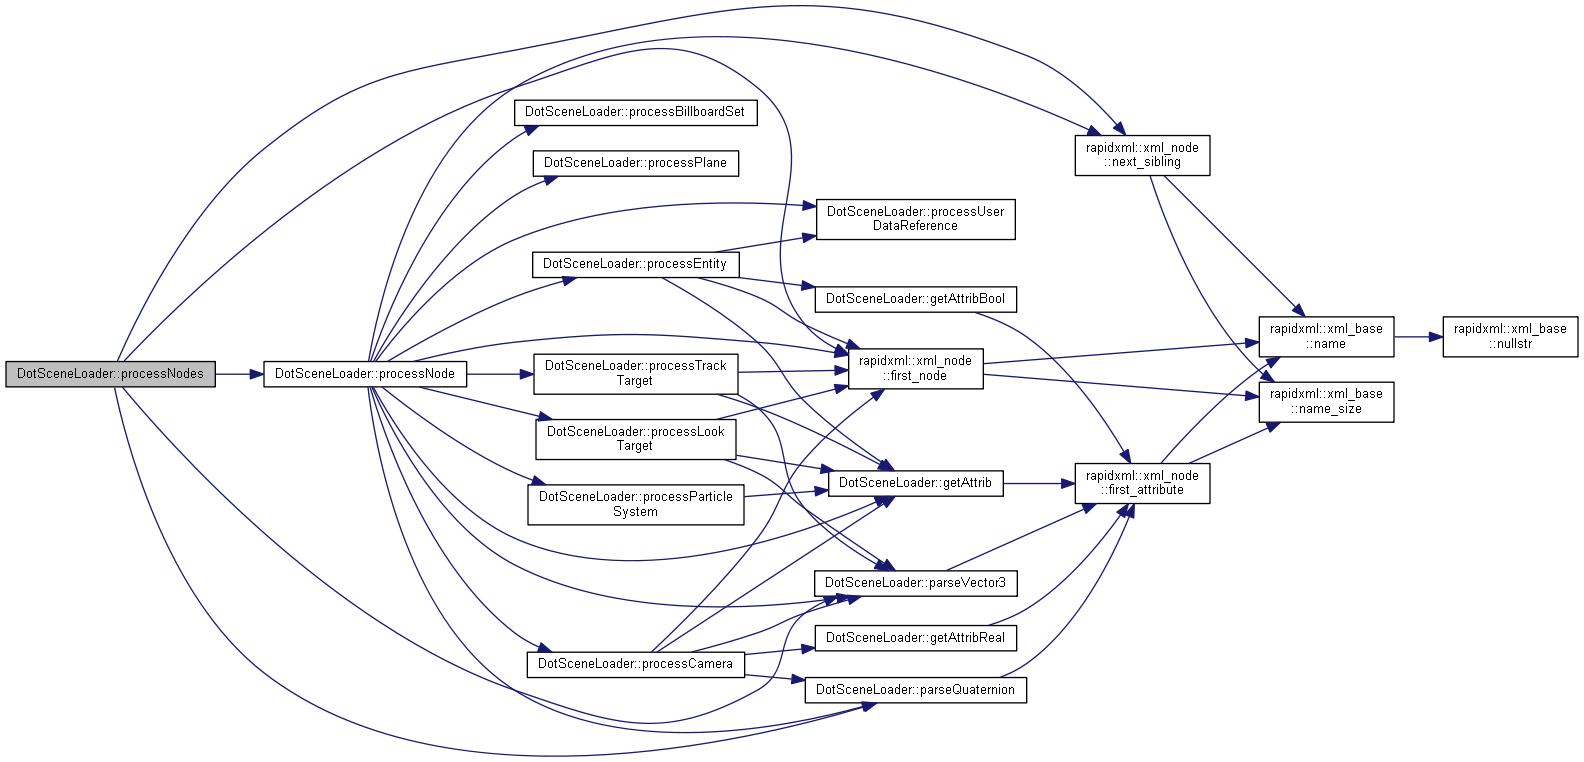 DotSceneLoader::processNodes
DotSceneLoader::processNode
DotSceneLoader::processBillboardSet
DotSceneLoader::processPlane
DotSceneLoader::processEntity
DotSceneLoader::processTrack
Target
DotSceneLoader::processLook
Target
DotSceneLoader::processParticle
System
DotSceneLoader::processCamera
DotSceneLoader::processUser
DataReference
DotSceneLoader::getAttribBool
rapidxml::xml_node
::first_node
DotSceneLoader::getAttrib
DotSceneLoader::parseVector3
DotSceneLoader::getAttribReal
DotSceneLoader::parseQuaternion
rapidxml::xml_node
::next_sibling
rapidxml::xml_node
::first_attribute
rapidxml::xml_base
::name
rapidxml::xml_base
::name_size
rapidxml::xml_base
::nullstr